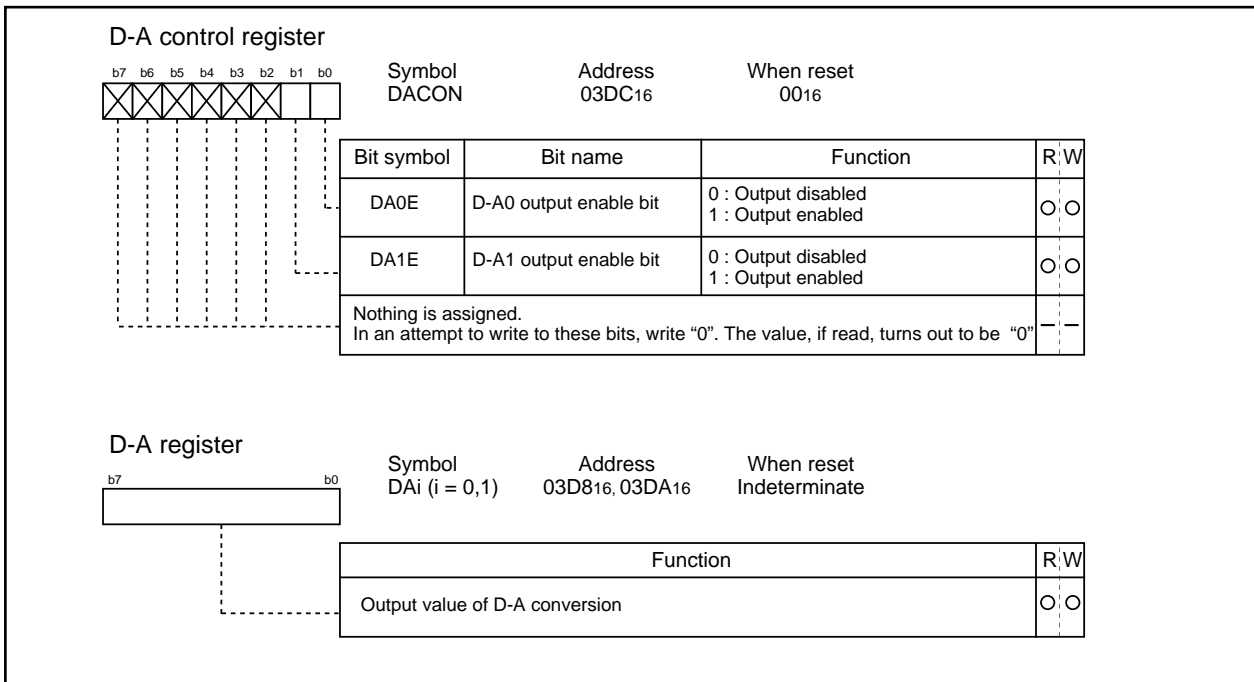 D-A control register
b7 b6 b5 b4 b3 b2 b1 b0
Symbol Address When reset
DACON 03DC16 0016
Bit symbol Bit name Function R W
DA0E D-A0 output enable bit 0 : Output disabled
1 : Output enabled
DA1E D-A1 output enable bit 0 : Output disabled
1 : Output enabled
Nothing is assigned.
In an attempt to write to these bits, write “0”. The value, if read, turns out to be “0”
D-A register
b7 b0
Symbol Address When reset
DAi (i = 0,1) 03D816, 03DA16 Indeterminate
Function R W
Output value of D-A conversion